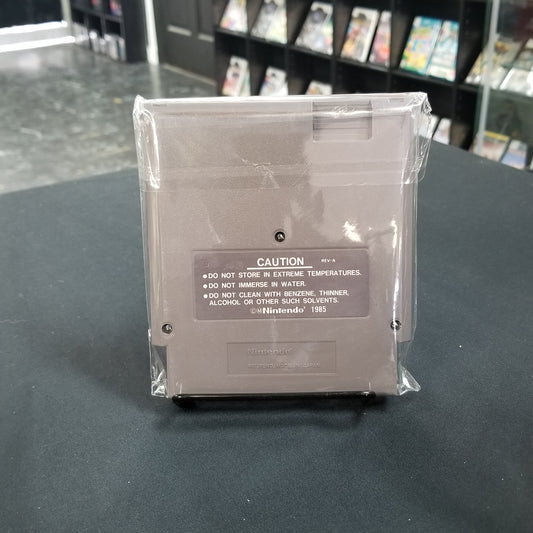 CAUTION REV-A
●DO NOT STORE IN EXTREME TEMPERATURES.
●DO NOT IMMERSE IN WATER.
●DO NOT CLEAN WITH BENZENE, THINNER,
ALCOHOL OR OTHER SUCH SOLVENTS.
Nintendo® 1985
Nintendo